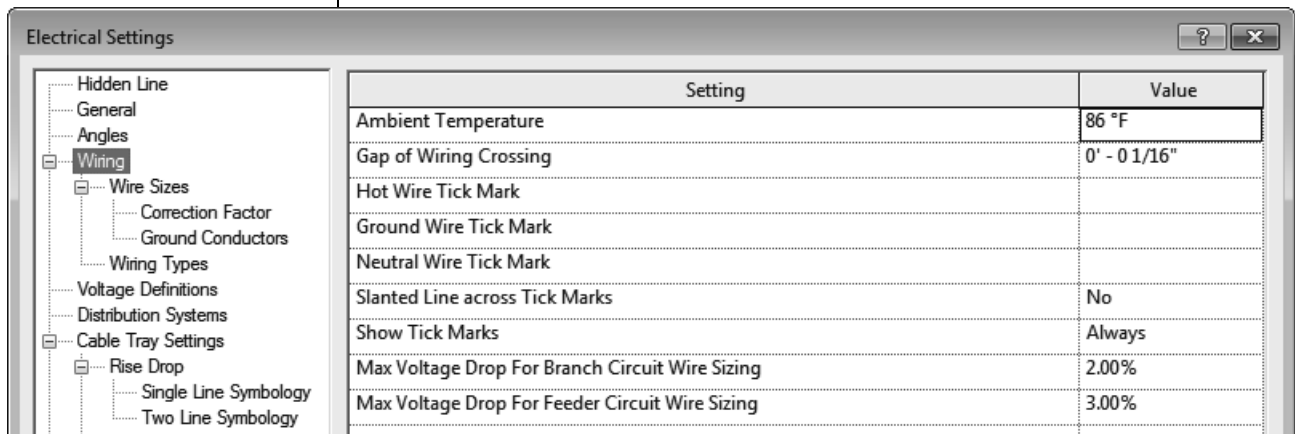 Electrical Settings
Hidden Line
General
Angles
Wiring
Wire Sizes
Correction Factor
Ground Conductors
Wiring Types
Voltage Definitions
Distribution Systems
Cable Tray Settings
Rise Drop
Single Line Symbology
Two Line Symbology
Setting Value
Ambient Temperature 86 °F
Gap of Wiring Crossing 0' - 0 1/16"
Hot Wire Tick Mark
Ground Wire Tick Mark
Neutral Wire Tick Mark
Slanted Line across Tick Marks No
Show Tick Marks Always
Max Voltage Drop For Branch Circuit Wire Sizing 2.00%
Max Voltage Drop For Feeder Circuit Wire Sizing 3.00%